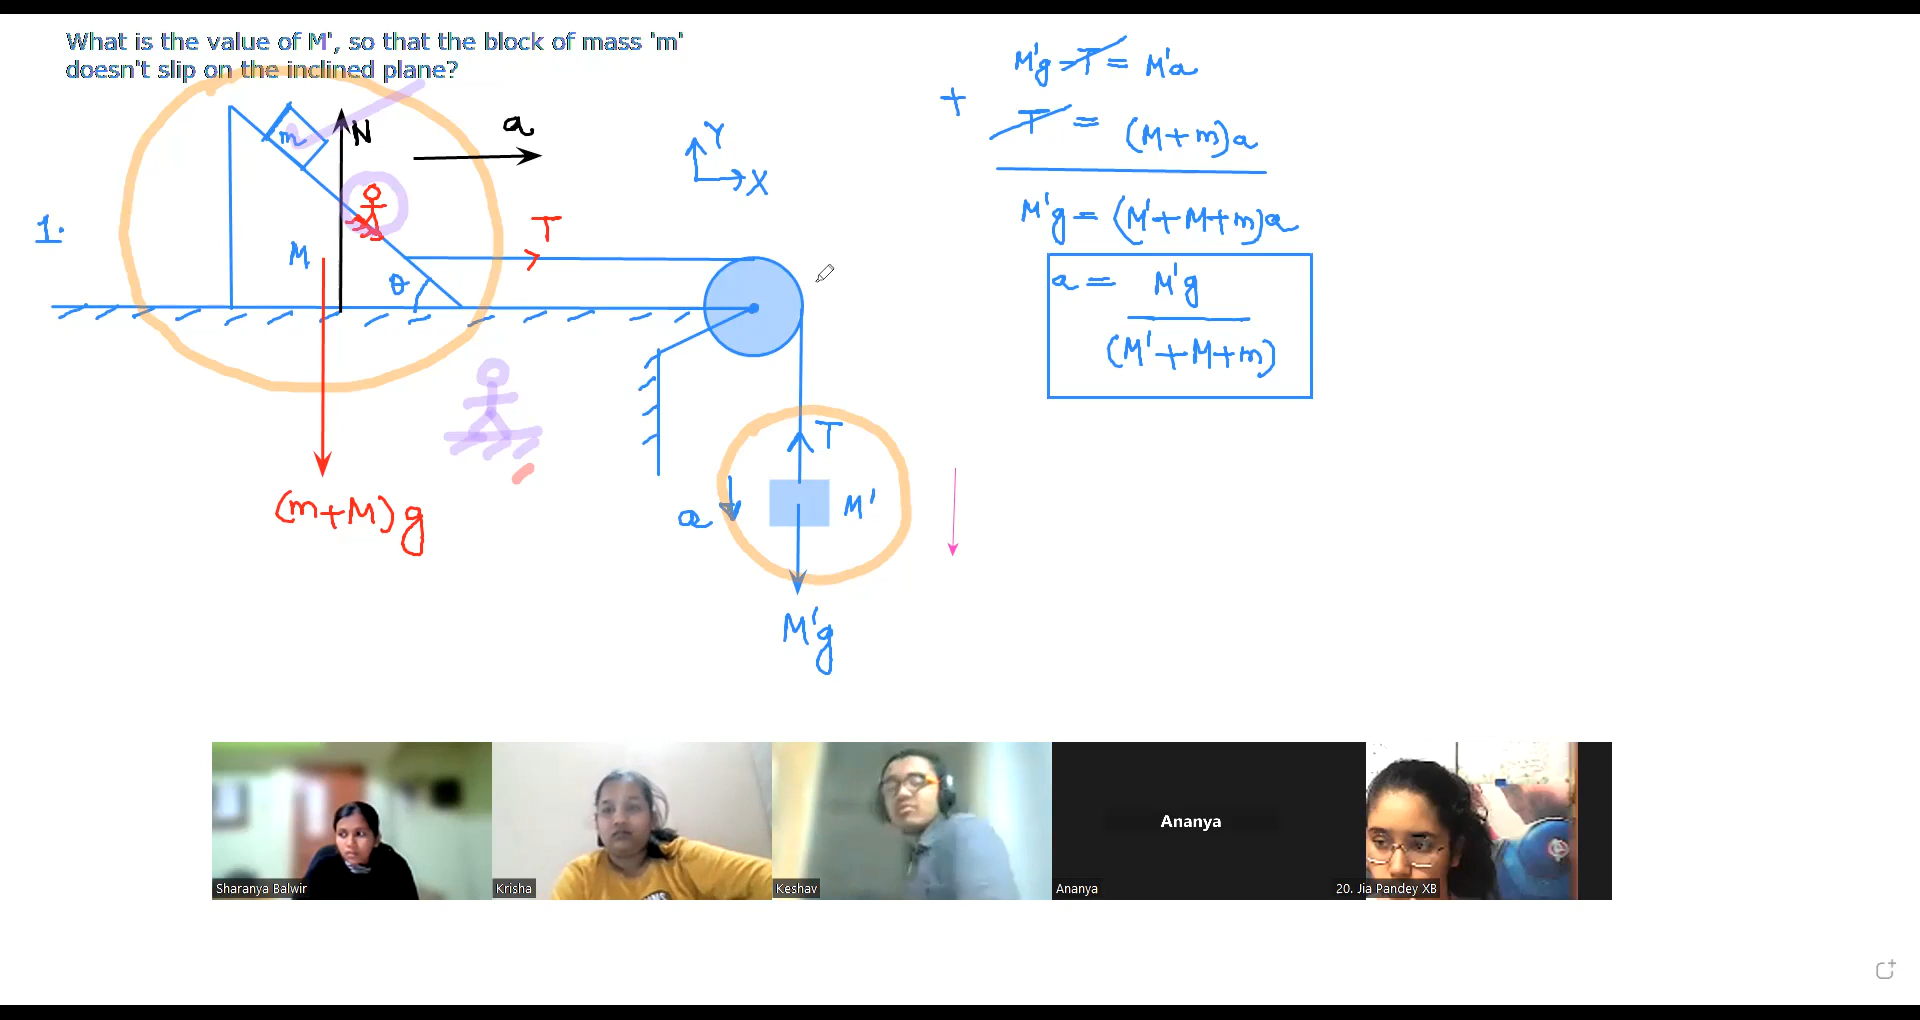 What is the value of M', so that the block of mass 'm'
doesn't slip on the inclined plane?
1.
m
N
a
M
θ
T
(m+M)g
Y
X
T
a
M'
M'g
M'g - T = M'a
+
T = (M+m)a
M'g = (M'+M+m)a
a = M'g
(M'+M+m)
Ananya
Sharanya Balwir
Krisha
Keshav
Ananya
20. Jia Pandey XB